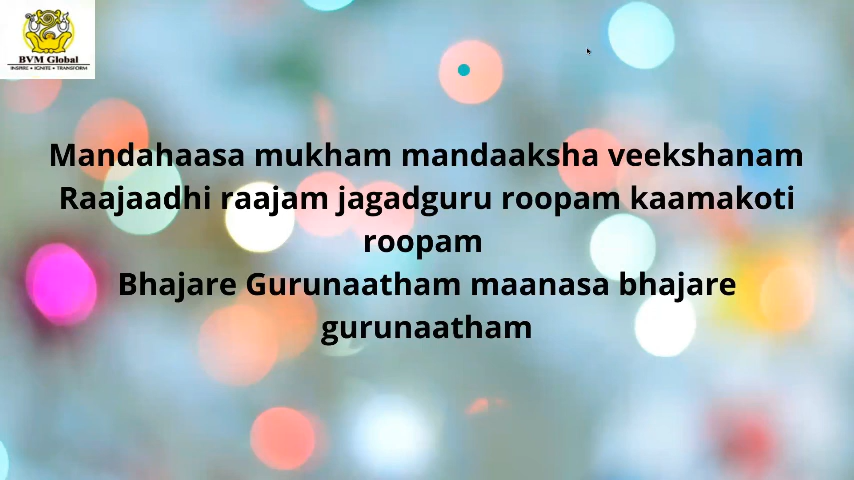 BVM Global
INSPIRE • IGNITE • TRANSFORM
Mandahaasa mukham mandaaksha veekshanam
Raajaadhi raajam jagadguru roopam kaamakoti
roopam
Bhajare Gurunaatham maanasa bhajare
gurunaatham